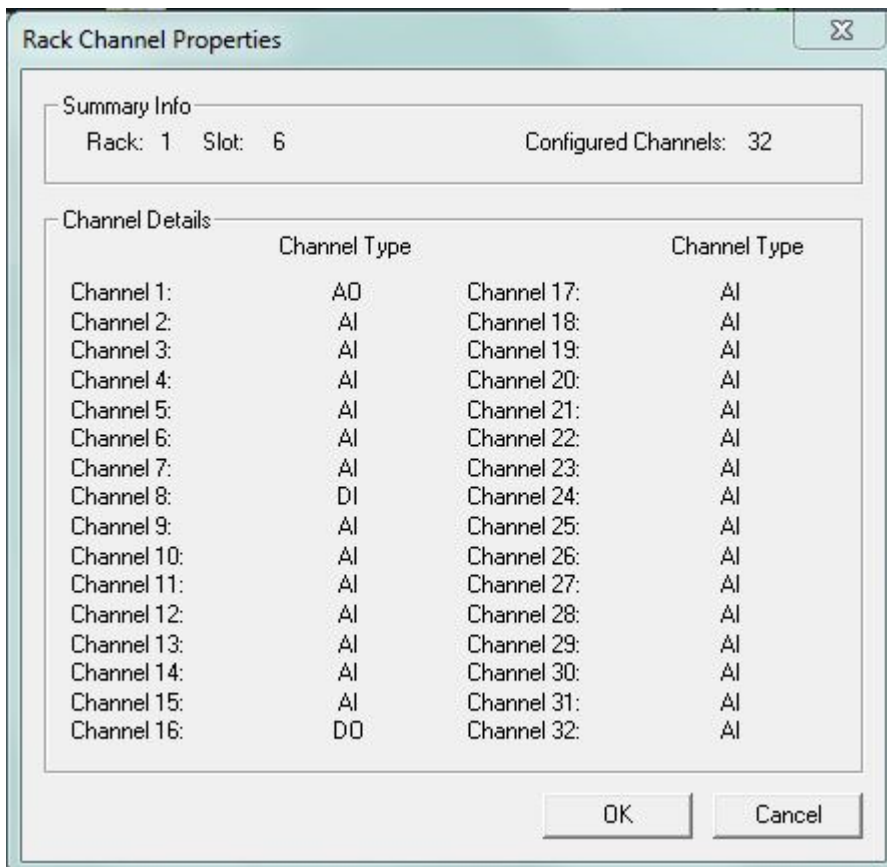 Rack Channel Properties
Summary Info
Rack: 1 Slot: 6 Configured Channels: 32
Channel Details
Channel Type Channel Type
Channel 1: AO Channel 17: AI
Channel 2: AI Channel 18: AI
Channel 3: AI Channel 19: AI
Channel 4: AI Channel 20: AI
Channel 5: AI Channel 21: AI
Channel 6: AI Channel 22: AI
Channel 7: AI Channel 23: AI
Channel 8: DI Channel 24: AI
Channel 9: AI Channel 25: AI
Channel 10: AI Channel 26: AI
Channel 11: AI Channel 27: AI
Channel 12: AI Channel 28: AI
Channel 13: AI Channel 29: AI
Channel 14: AI Channel 30: AI
Channel 15: AI Channel 31: AI
Channel 16: DO Channel 32: AI
OK Cancel